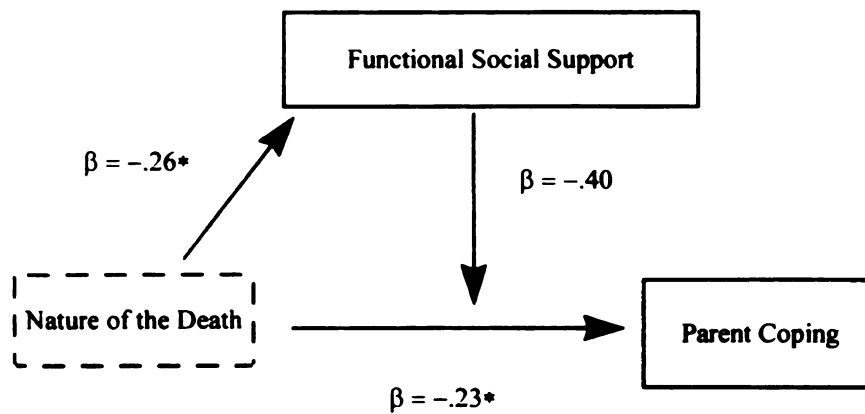 Functional Social Support
β = -.26*
β = -.40
Nature of the Death
Parent Coping
β = -.23*